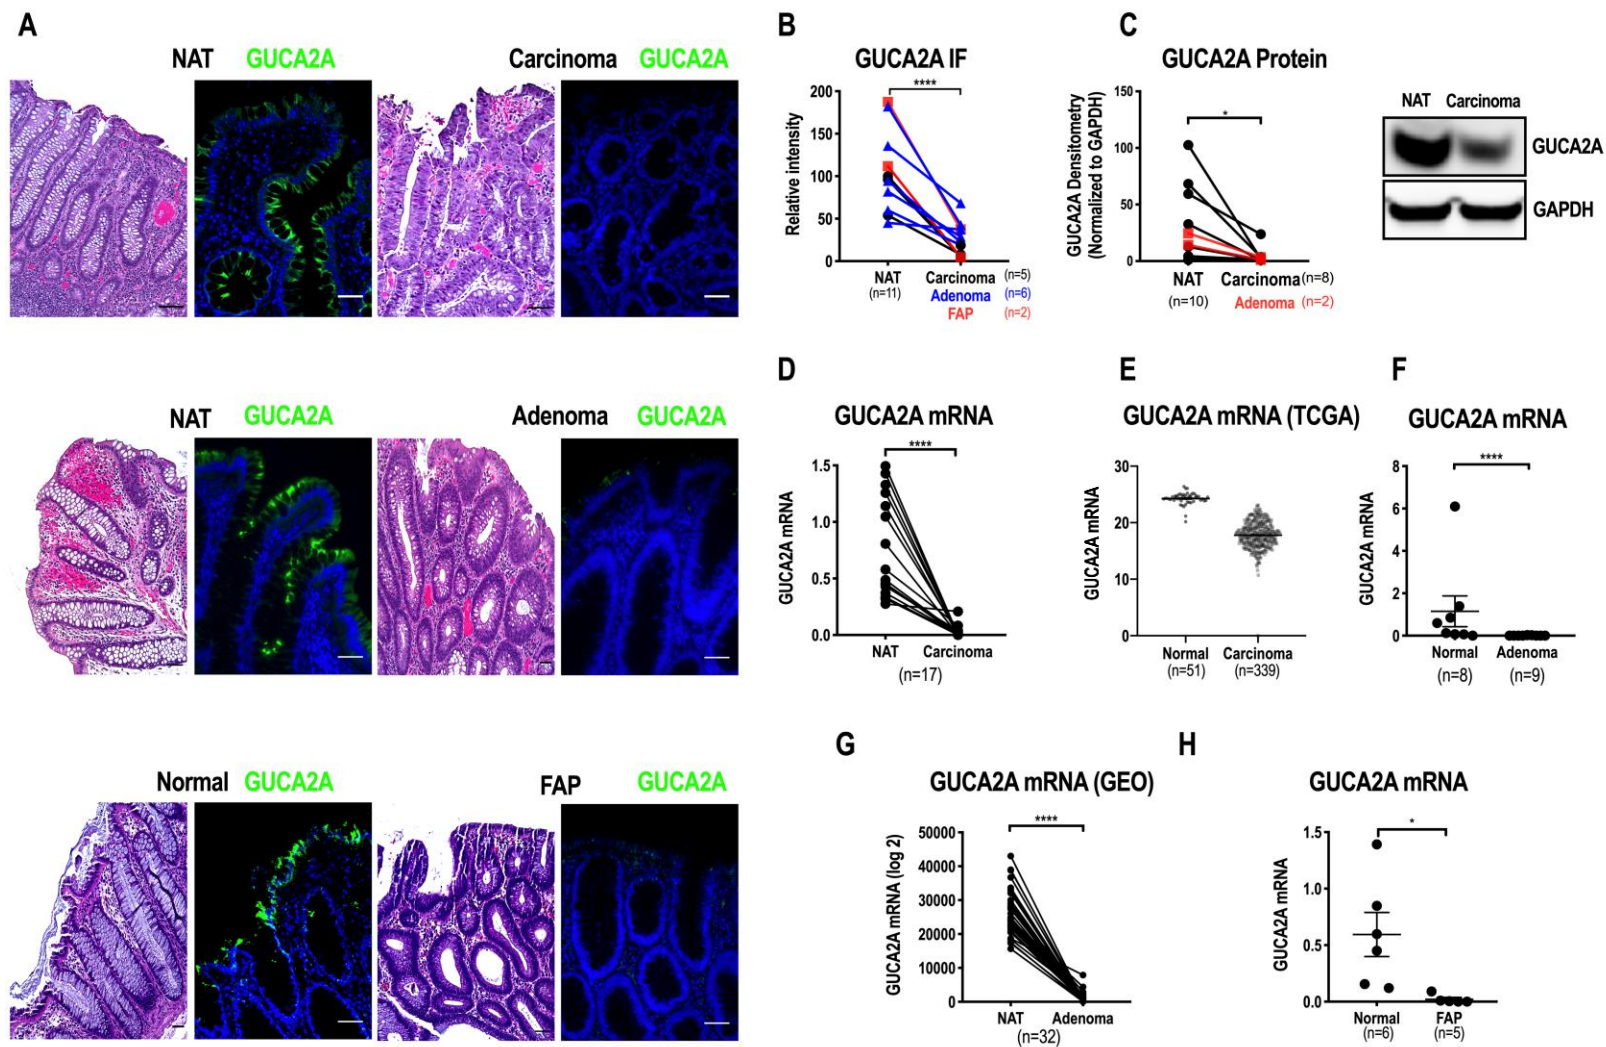 A
NAT GUCA2A
Carcinoma GUCA2A
NAT GUCA2A
Adenoma GUCA2A
Normal GUCA2A
FAP GUCA2A
B
GUCA2A IF
****
Relative intensity
200
150
100
50
0
NAT
(n=11)
Carcinoma (n=5)
Adenoma (n=6)
FAP (n=2)
C
GUCA2A Protein
*
GUCA2A Densitometry
(Normalized to GAPDH)
150
100
50
0
NAT
(n=10)
Carcinoma (n=8)
Adenoma (n=2)
NAT Carcinoma
GUCA2A
GAPDH
D
GUCA2A mRNA
****
GUCA2A mRNA
1.5
1.0
0.5
0.0
NAT Carcinoma
(n=17)
E
GUCA2A mRNA (TCGA)
GUCA2A mRNA
30
20
10
0
Normal Carcinoma
(n=51) (n=339)
F
GUCA2A mRNA
****
GUCA2A mRNA
8
6
4
2
0
Normal Adenoma
(n=8) (n=9)
G
GUCA2A mRNA (GEO)
****
GUCA2A mRNA (log 2)
50000
40000
30000
20000
10000
0
NAT Adenoma
(n=32)
H
GUCA2A mRNA
*
GUCA2A mRNA
1.5
1.0
0.5
0.0
Normal FAP
(n=6) (n=5)